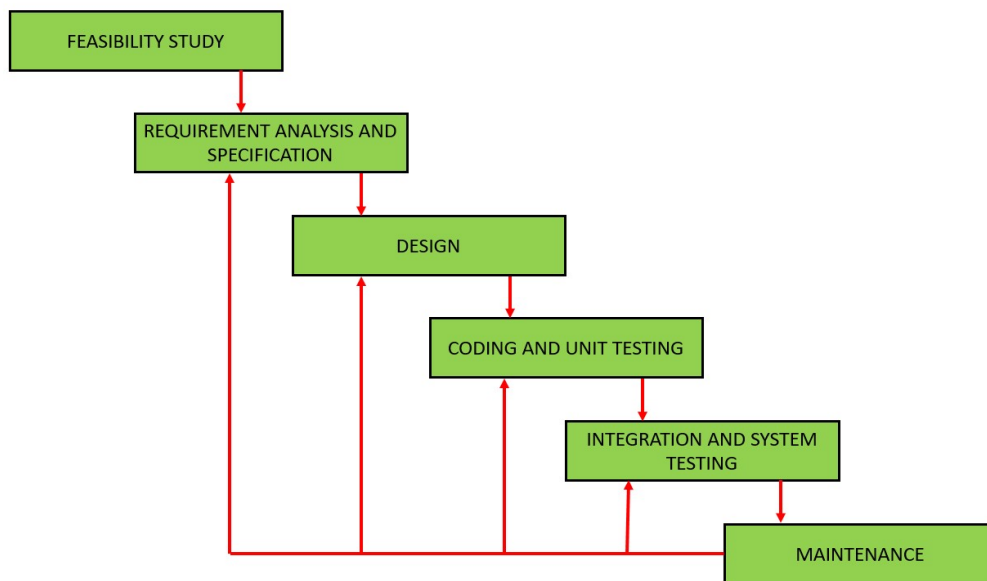 FEASIBILITY STUDY
REQUIREMENT ANALYSIS AND
SPECIFICATION
DESIGN
CODING AND UNIT TESTING
INTEGRATION AND SYSTEM
TESTING
MAINTENANCE